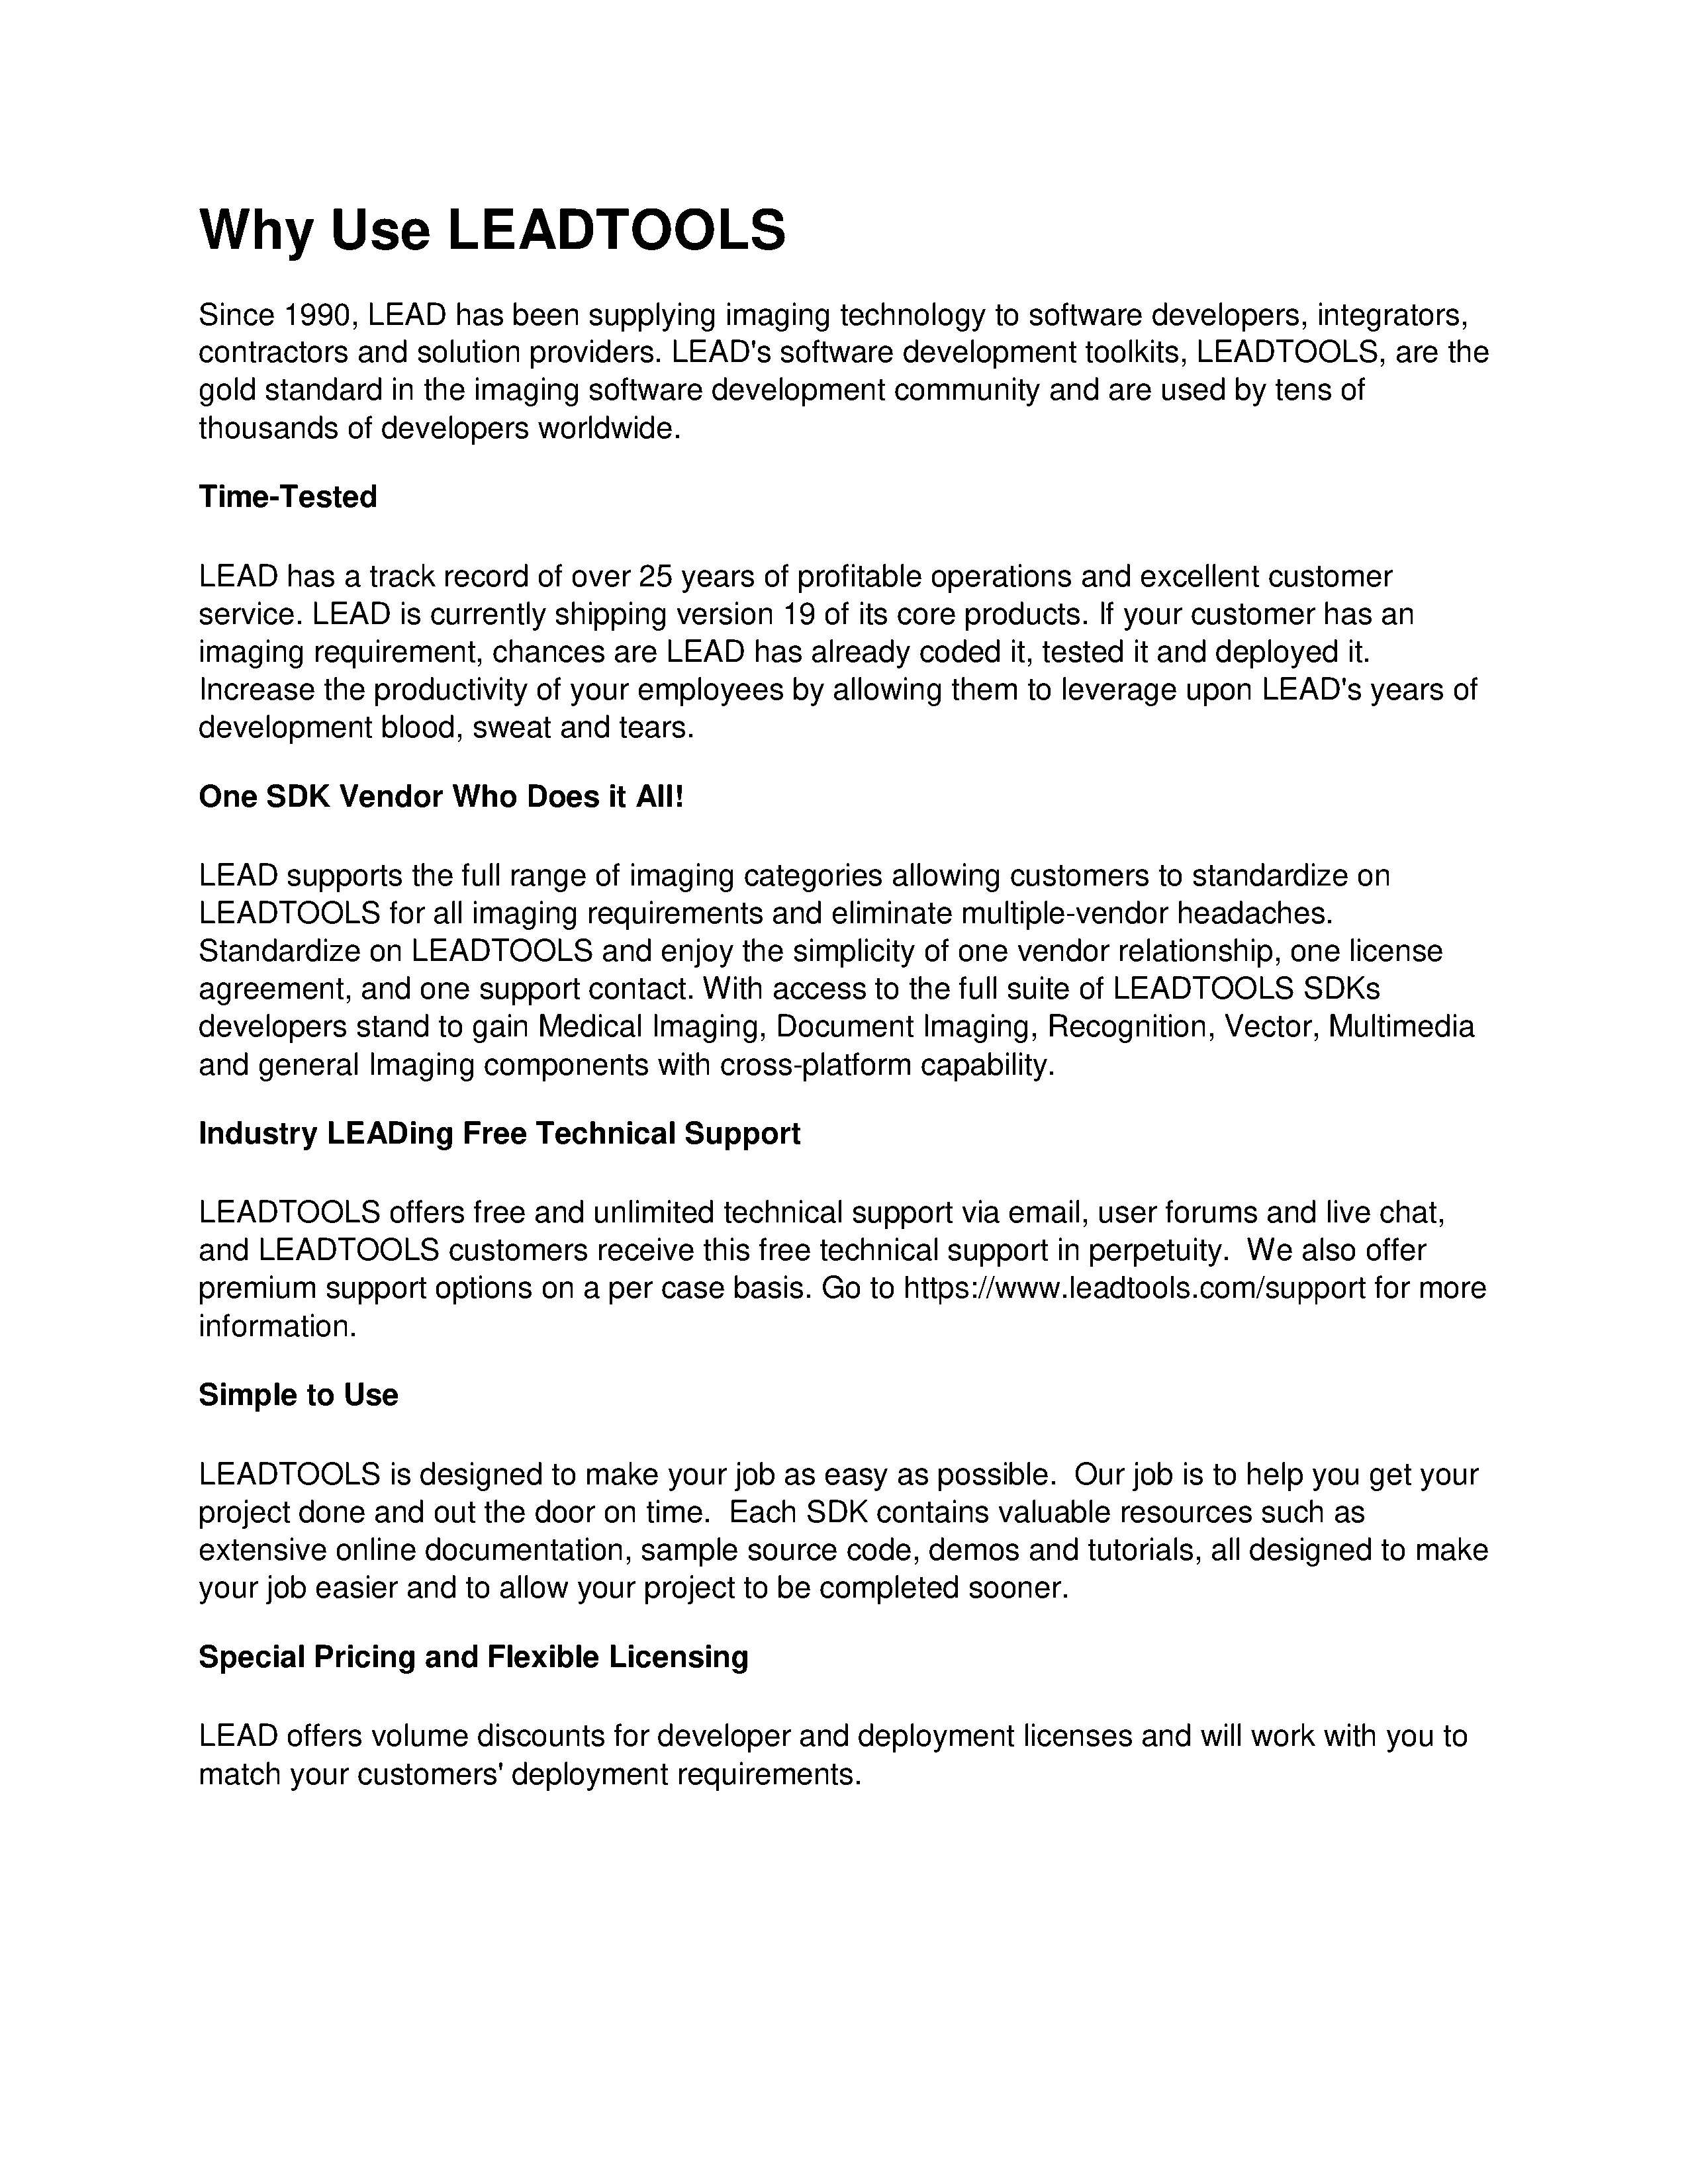 Why Use LEADTOOLS
Since 1990, LEAD has been supplying imaging technology to software developers, integrators,
contractors and solution providers. LEAD's software development toolkits, LEADTOOLS, are the
gold standard in the imaging software development community and are used by tens of
thousands of developers worldwide.
Time-Tested
LEAD has a track record of over 25 years of profitable operations and excellent customer
service. LEAD is currently shipping version 19 of its core products. If your customer has an
imaging requirement, chances are LEAD has already coded it, tested it and deployed it.
Increase the productivity of your employees by allowing them to leverage upon LEAD's years of
development blood, sweat and tears.
One SDK Vendor Who Does it All!
LEAD supports the full range of imaging categories allowing customers to standardize on
LEADTOOLS for all imaging requirements and eliminate multiple-vendor headaches.
Standardize on LEADTOOLS and enjoy the simplicity of one vendor relationship, one license
agreement, and one support contact. With access to the full suite of LEADTOOLS SDKs
developers stand to gain Medical Imaging, Document Imaging, Recognition, Vector, Multimedia
and general Imaging components with cross-platform capability.
Industry LEADing Free Technical Support
LEADTOOLS offers free and unlimited technical support via email, user forums and live chat,
and LEADTOOLS customers receive this free technical support in perpetuity.  We also offer
premium support options on a per case basis. Go to https://www.leadtools.com/support for more
information.
Simple to Use
LEADTOOLS is designed to make your job as easy as possible.  Our job is to help you get your
project done and out the door on time.  Each SDK contains valuable resources such as
extensive online documentation, sample source code, demos and tutorials, all designed to make
your job easier and to allow your project to be completed sooner.
Special Pricing and Flexible Licensing
LEAD offers volume discounts for developer and deployment licenses and will work with you to
match your customers' deployment requirements.